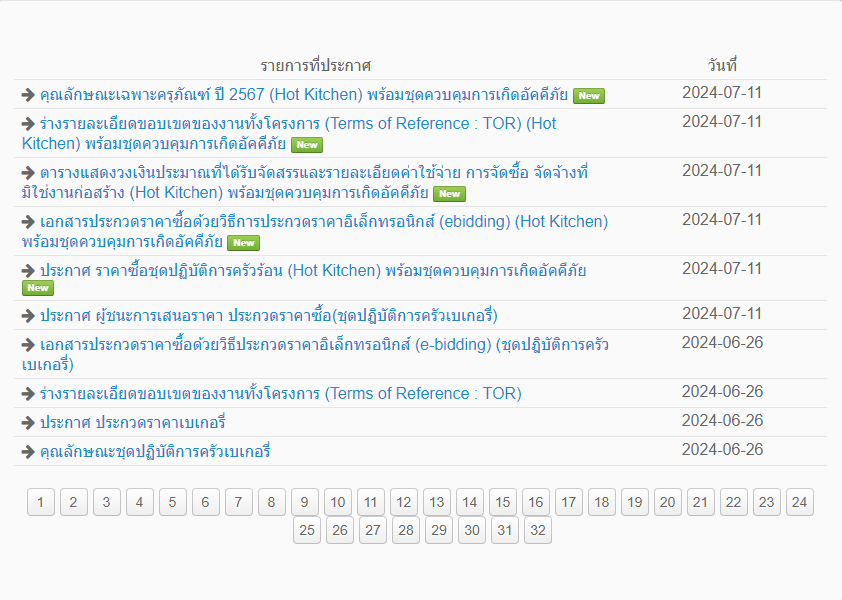 รายการที่ประกาศ วันที่
คุณลักษณะเฉพาะครุภัณฑ์ ปี 2567 (Hot Kitchen) พร้อมชุดควบคุมการเกิดอัคคีภัย New 2024-07-11
ร่างรายละเอียดขอบเขตของงานทั้งโครงการ (Terms of Reference : TOR) (Hot 2024-07-11
Kitchen) พร้อมชุดควบคุมการเกิดอัคคีภัย New
ตารางแสดงวงเงินประมาณที่ได้รับจัดสรรและรายละเอียดค่าใช้จ่าย การจัดซื้อ จัดจ้างที่ 2024-07-11
มิใช่งานก่อสร้าง (Hot Kitchen) พร้อมชุดควบคุมการเกิดอัคคีภัย New
เอกสารประกวดราคาซื้อด้วยวิธีการประกวดราคาอิเล็กทรอนิกส์ (ebidding) (Hot Kitchen) 2024-07-11
พร้อมชุดควบคุมการเกิดอัคคีภัย New
ประกาศ ราคาซื้อชุดปฏิบัติการครัวร้อน (Hot Kitchen) พร้อมชุดควบคุมการเกิดอัคคีภัย 2024-07-11
New
ประกาศ ผู้ชนะการเสนอราคา ประกวดราคาซื้อ(ชุดปฎิบัติการครัวเบเกอรี่) 2024-07-11
เอกสารประกวดราคาซื้อด้วยวิธีประกวดราคาอิเล็กทรอนิกส์ (e-bidding) (ชุดปฎิบัติการครัว 2024-06-26
เบเกอรี่)
ร่างรายละเอียดขอบเขตของงานทั้งโครงการ (Terms of Reference : TOR) 2024-06-26
ประกาศ ประกวดราคาเบเกอรี่ 2024-06-26
คุณลักษณะชุดปฏิบัติการครัวเบเกอรี่ 2024-06-26
1 2 3 4 5 6 7 8 9 10 11 12 13 14 15 16 17 18 19 20 21 22 23 24
25 26 27 28 29 30 31 32